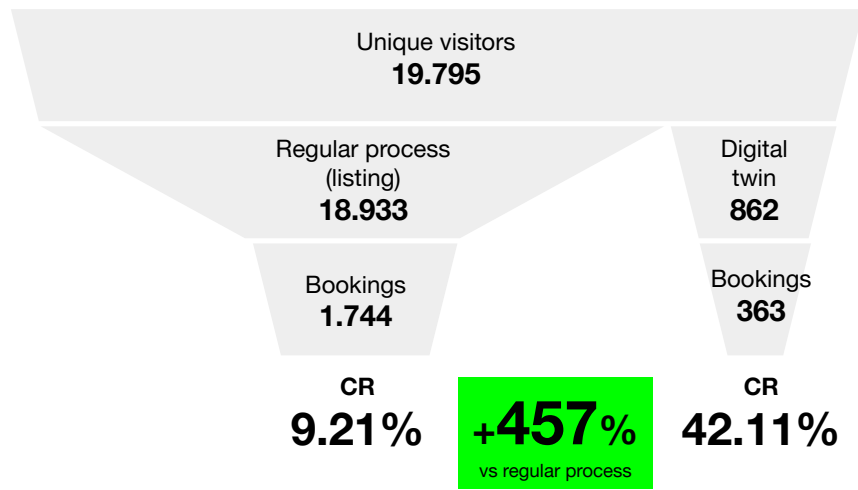 Unique visitors
19.795
Regular process
(listing)
18.933
Digital
twin
862
Bookings
1.744
Bookings
363
CR
9.21%
+457%
vs regular process
CR
42.11%